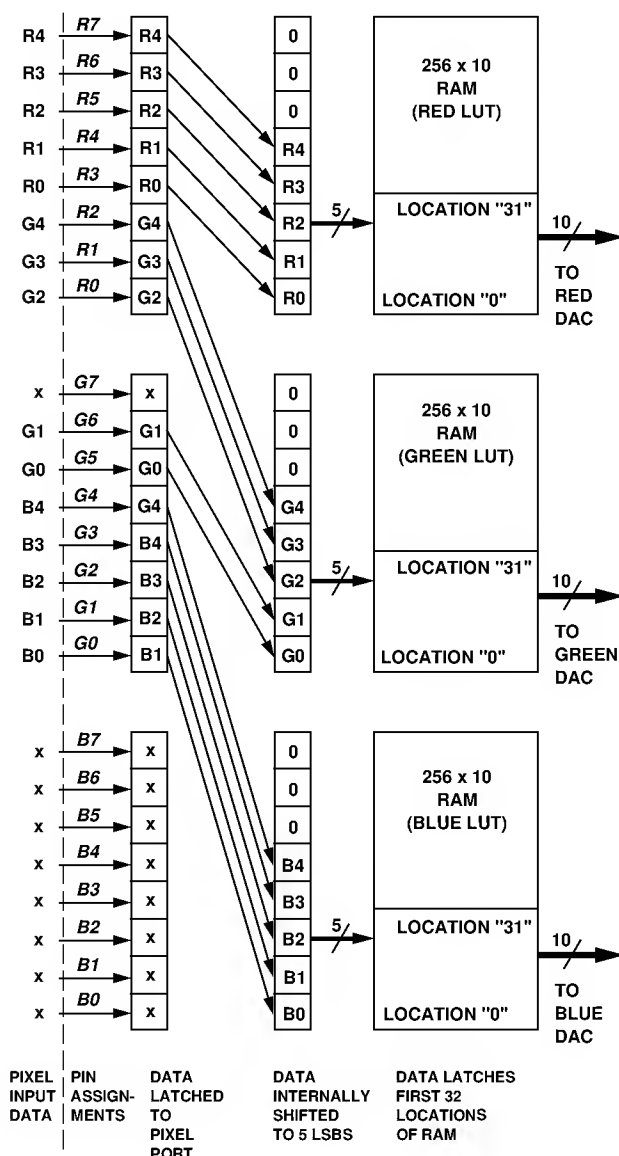 R4 R7 R4 0
R3 R6 R3 0
R2 R5 R2 0
R1 R4 R1 R4
R0 R3 R0 R3
G4 R2 G4 R2 5
G3 R1 G3 R1
G2 R0 G2 R0
256 x 10
RAM
(RED LUT)
LOCATION "31"
LOCATION "0"
10
TO
RED
DAC
x G7 x 0
G1 G6 G1 0
G0 G5 G0 0
B4 G4 G4 G4
B3 G3 B4 G3
B2 G2 B3 G2 5
B1 G1 B2 G1
B0 G0 B1 G0
256 x 10
RAM
(GREEN LUT)
LOCATION "31"
LOCATION "0"
10
TO
GREEN
DAC
x B7 x 0
x B6 x 0
x B5 x 0
x B4 x B4
x B3 x B3
x B2 x B2 5
x B1 x B1
x B0 x B0
256 x 10
RAM
(BLUE LUT)
LOCATION "31"
LOCATION "0"
10
TO
BLUE
DAC
PIXEL
INPUT
DATA
PIN
ASSIGN-
MENTS
DATA
LATCHED
TO
PIXEL
PORT
DATA
INTERNALLY
SHIFTED
TO 5 LSBS
DATA LATCHES
FIRST 32
LOCATIONS
OF RAM